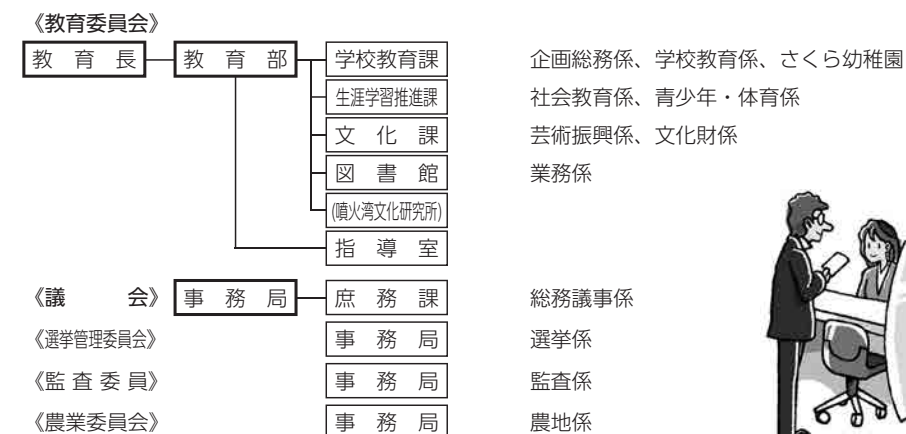 《教育委員会》
教育長 教育部 学校教育課 企画総務係、学校教育係、さくら幼稚園
生涯学習推進課 社会教育係、青少年・体育係
文化課 芸術振興係、文化財係
図書館 業務係
(噴火湾文化研究所)
指導室
《議会》 事務局 庶務課 総務議事係
《選挙管理委員会》 事務局 選挙係
《監査委員》 事務局 監査係
《農業委員会》 事務局 農地係